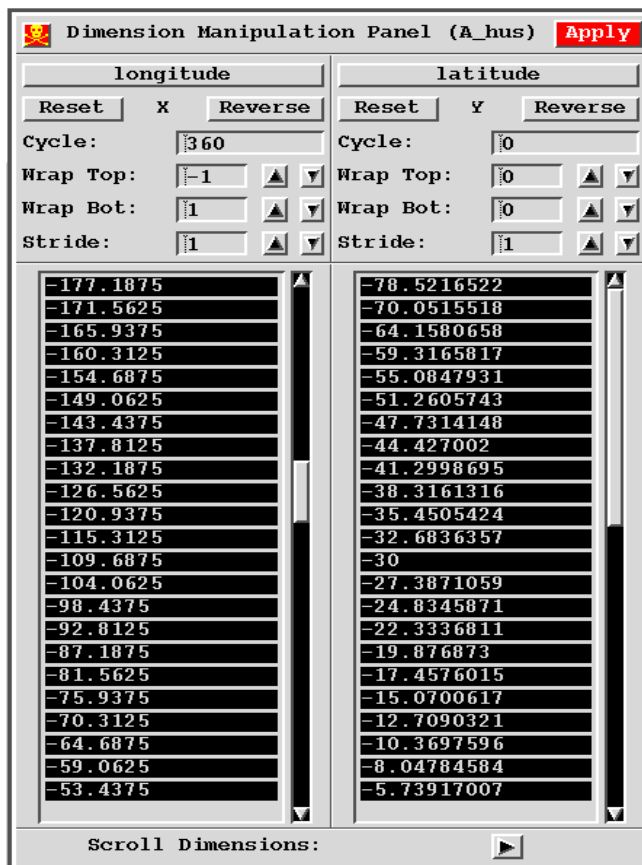 Dimension Manipulation Panel (A_hus) Apply
longitude latitude
Reset X Reverse Reset Y Reverse
Cycle: 360 Cycle: 0
Wrap Top: -1 Wrap Top: 0
Wrap Bot: 1 Wrap Bot: 0
Stride: 1 Stride: 1
-177.1875 -78.5216522
-171.5625 -70.0515518
-165.9375 -64.1580658
-160.3125 -59.3165817
-154.6875 -55.0847931
-149.0625 -51.2605743
-143.4375 -47.7314148
-137.8125 -44.427002
-132.1875 -41.2998695
-126.5625 -38.3161316
-120.9375 -35.4505424
-115.3125 -32.6836357
-109.6875 -30
-104.0625 -27.3871059
-98.4375 -24.8345871
-92.8125 -22.3336811
-87.1875 -19.876873
-81.5625 -17.4576015
-75.9375 -15.0700617
-70.3125 -12.7090321
-64.6875 -10.3697596
-59.0625 -8.04784584
-53.4375 -5.73917007
Scroll Dimensions: